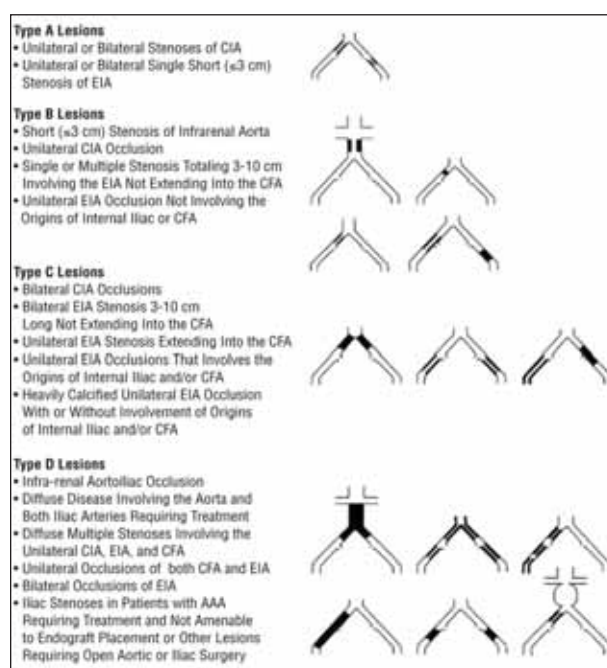 Type A Lesions
• Unilateral or Bilateral Stenoses of CIA
• Unilateral or Bilateral Single Short (≤3 cm)
Stenosis of EIA
Type B Lesions
• Short (≤3 cm) Stenosis of Infrarenal Aorta
• Unilateral CIA Occlusion
• Single or Multiple Stenosis Totaling 3-10 cm
Involving the EIA Not Extending Into the CFA
• Unilateral EIA Occlusion Not Involving the
Origins of Internal Iliac or CFA
Type C Lesions
• Bilateral CIA Occlusions
• Bilateral EIA Stenosis 3-10 cm
Long Not Extending Into the CFA
• Unilateral EIA Stenosis Extending Into the CFA
• Unilateral EIA Occlusions That Involves the
Origins of Internal Iliac and/or CFA
• Heavily Calcified Unilateral EIA Occlusion
With or Without Involvement of Origins
of Internal Iliac and/or CFA
Type D Lesions
• Infra-renal Aortoiliac Occlusion
• Diffuse Disease Involving the Aorta and
Both Iliac Arteries Requiring Treatment
• Diffuse Multiple Stenoses Involving the
Unilateral CIA, EIA, and CFA
• Unilateral Occlusions of both CFA and EIA
• Bilateral Occlusions of EIA
• Iliac Stenoses in Patients with AAA
Requiring Treatment and Not Amenable
to Endograft Placement or Other Lesions
Requiring Open Aortic or Iliac Surgery